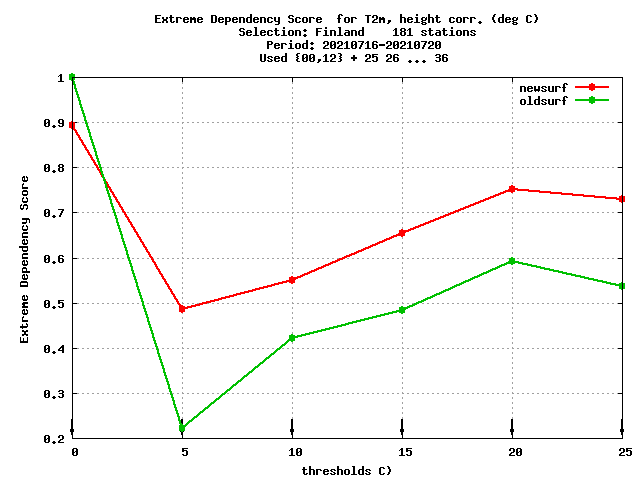 Extreme Dependency Score  for T2m, height corr. (deg C)
Selection: Finland    181 stations
Period: 20210716-20210720
Used {00,12} + 25 26 ... 36
newsurf
oldsurf
1
0.9
0.8
0.7
0.6
0.5
0.4
0.3
0.2
Extreme Dependency Score
0 5 10 15 20 25
thresholds C)